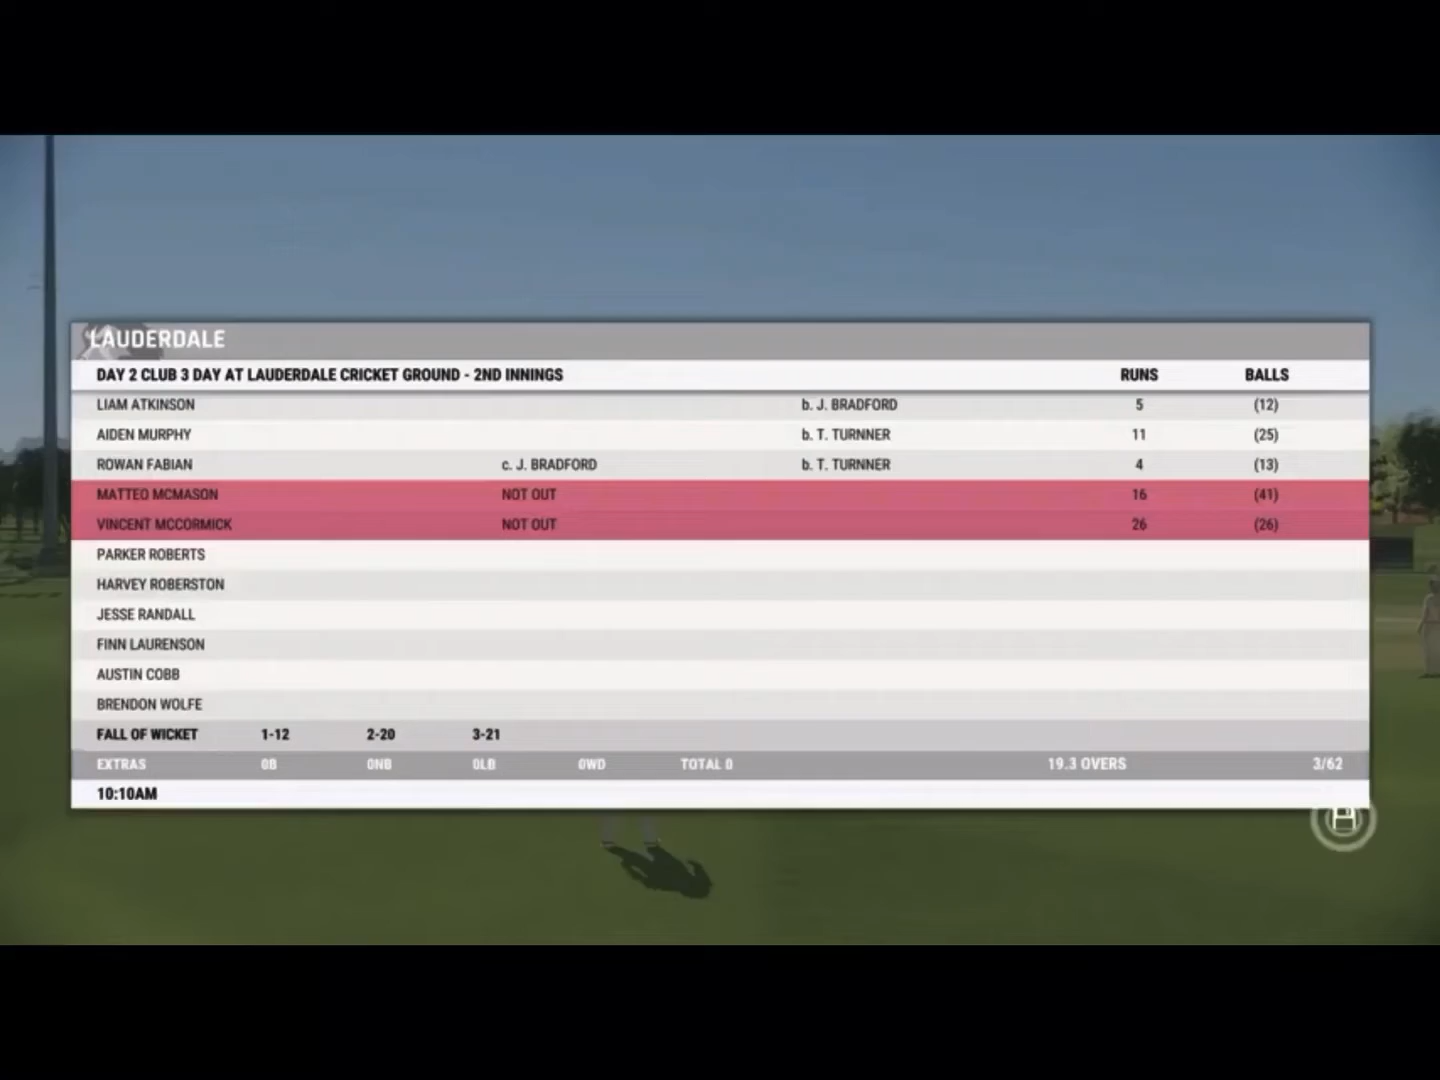 LAUDERDALE
DAY 2 CLUB 3 DAY AT LAUDERDALE CRICKET GROUND - 2ND INNINGS RUNS BALLS
LIAM ATKINSON b. J. BRADFORD 5 (12)
AIDEN MURPHY b. T. TURNNER 11 (25)
ROWAN FABIAN c. J. BRADFORD b. T. TURNNER 4 (13)
MATTEO MCMASON NOT OUT 16 (41)
VINCENT MCCORMICK NOT OUT 26 (26)
PARKER ROBERTS
HARVEY ROBERSTON
JESSE RANDALL
FINN LAURENSON
AUSTIN COBB
BRENDON WOLFE
FALL OF WICKET 1-12 2-20 3-21
EXTRAS 0B 0NB 0LB 0WD TOTAL 0 19.3 OVERS 3/62
10:10AM